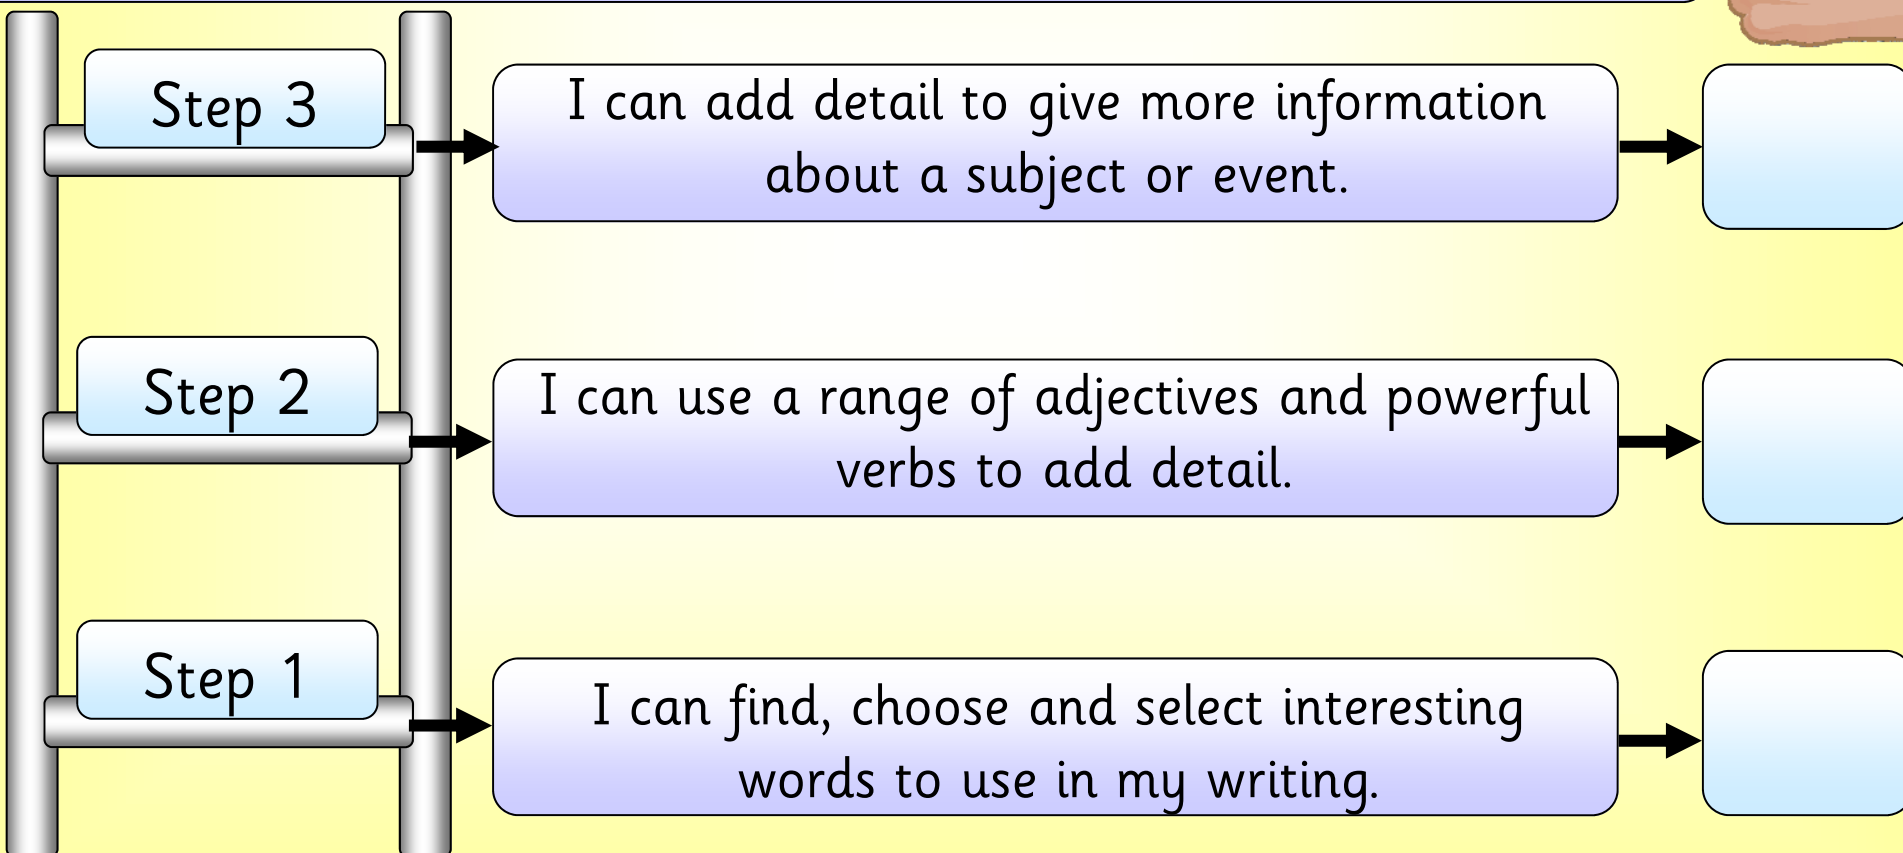 Step 3
I can add detail to give more information
about a subject or event.
Step 2
I can use a range of adjectives and powerful
verbs to add detail.
Step 1
I can find, choose and select interesting
words to use in my writing.